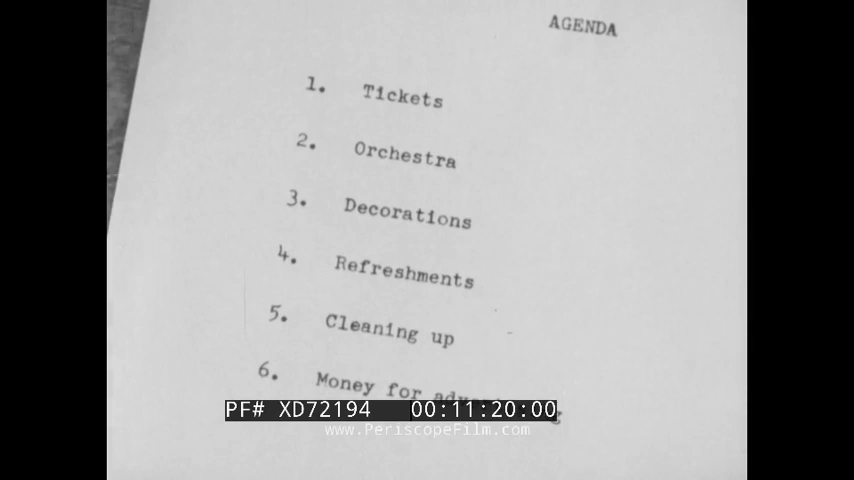 AGENDA
1. Tickets
2. Orchestra
3. Decorations
4. Refreshments
5. Cleaning up
6. Money for
PF# XD72194 00:11:20:00
www.PeriscopeFilm.com